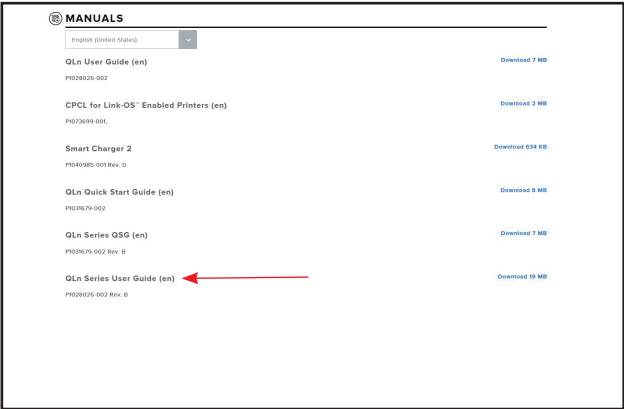 MANUALS
English (United States)
QLn User Guide (en) Download 7 MB
P1028026-002
CPCL for Link-OS™ Enabled Printers (en) Download 2 MB
P1073699-001,
Smart Charger 2 Download 634 KB
P1040985-001 Rev. D
QLn Quick Start Guide (en) Download 8 MB
P1031679-002
QLn Series QSG (en) Download 7 MB
P1031679-002 Rev. B
QLn Series User Guide (en) Download 19 MB
P1028026-002 Rev. B